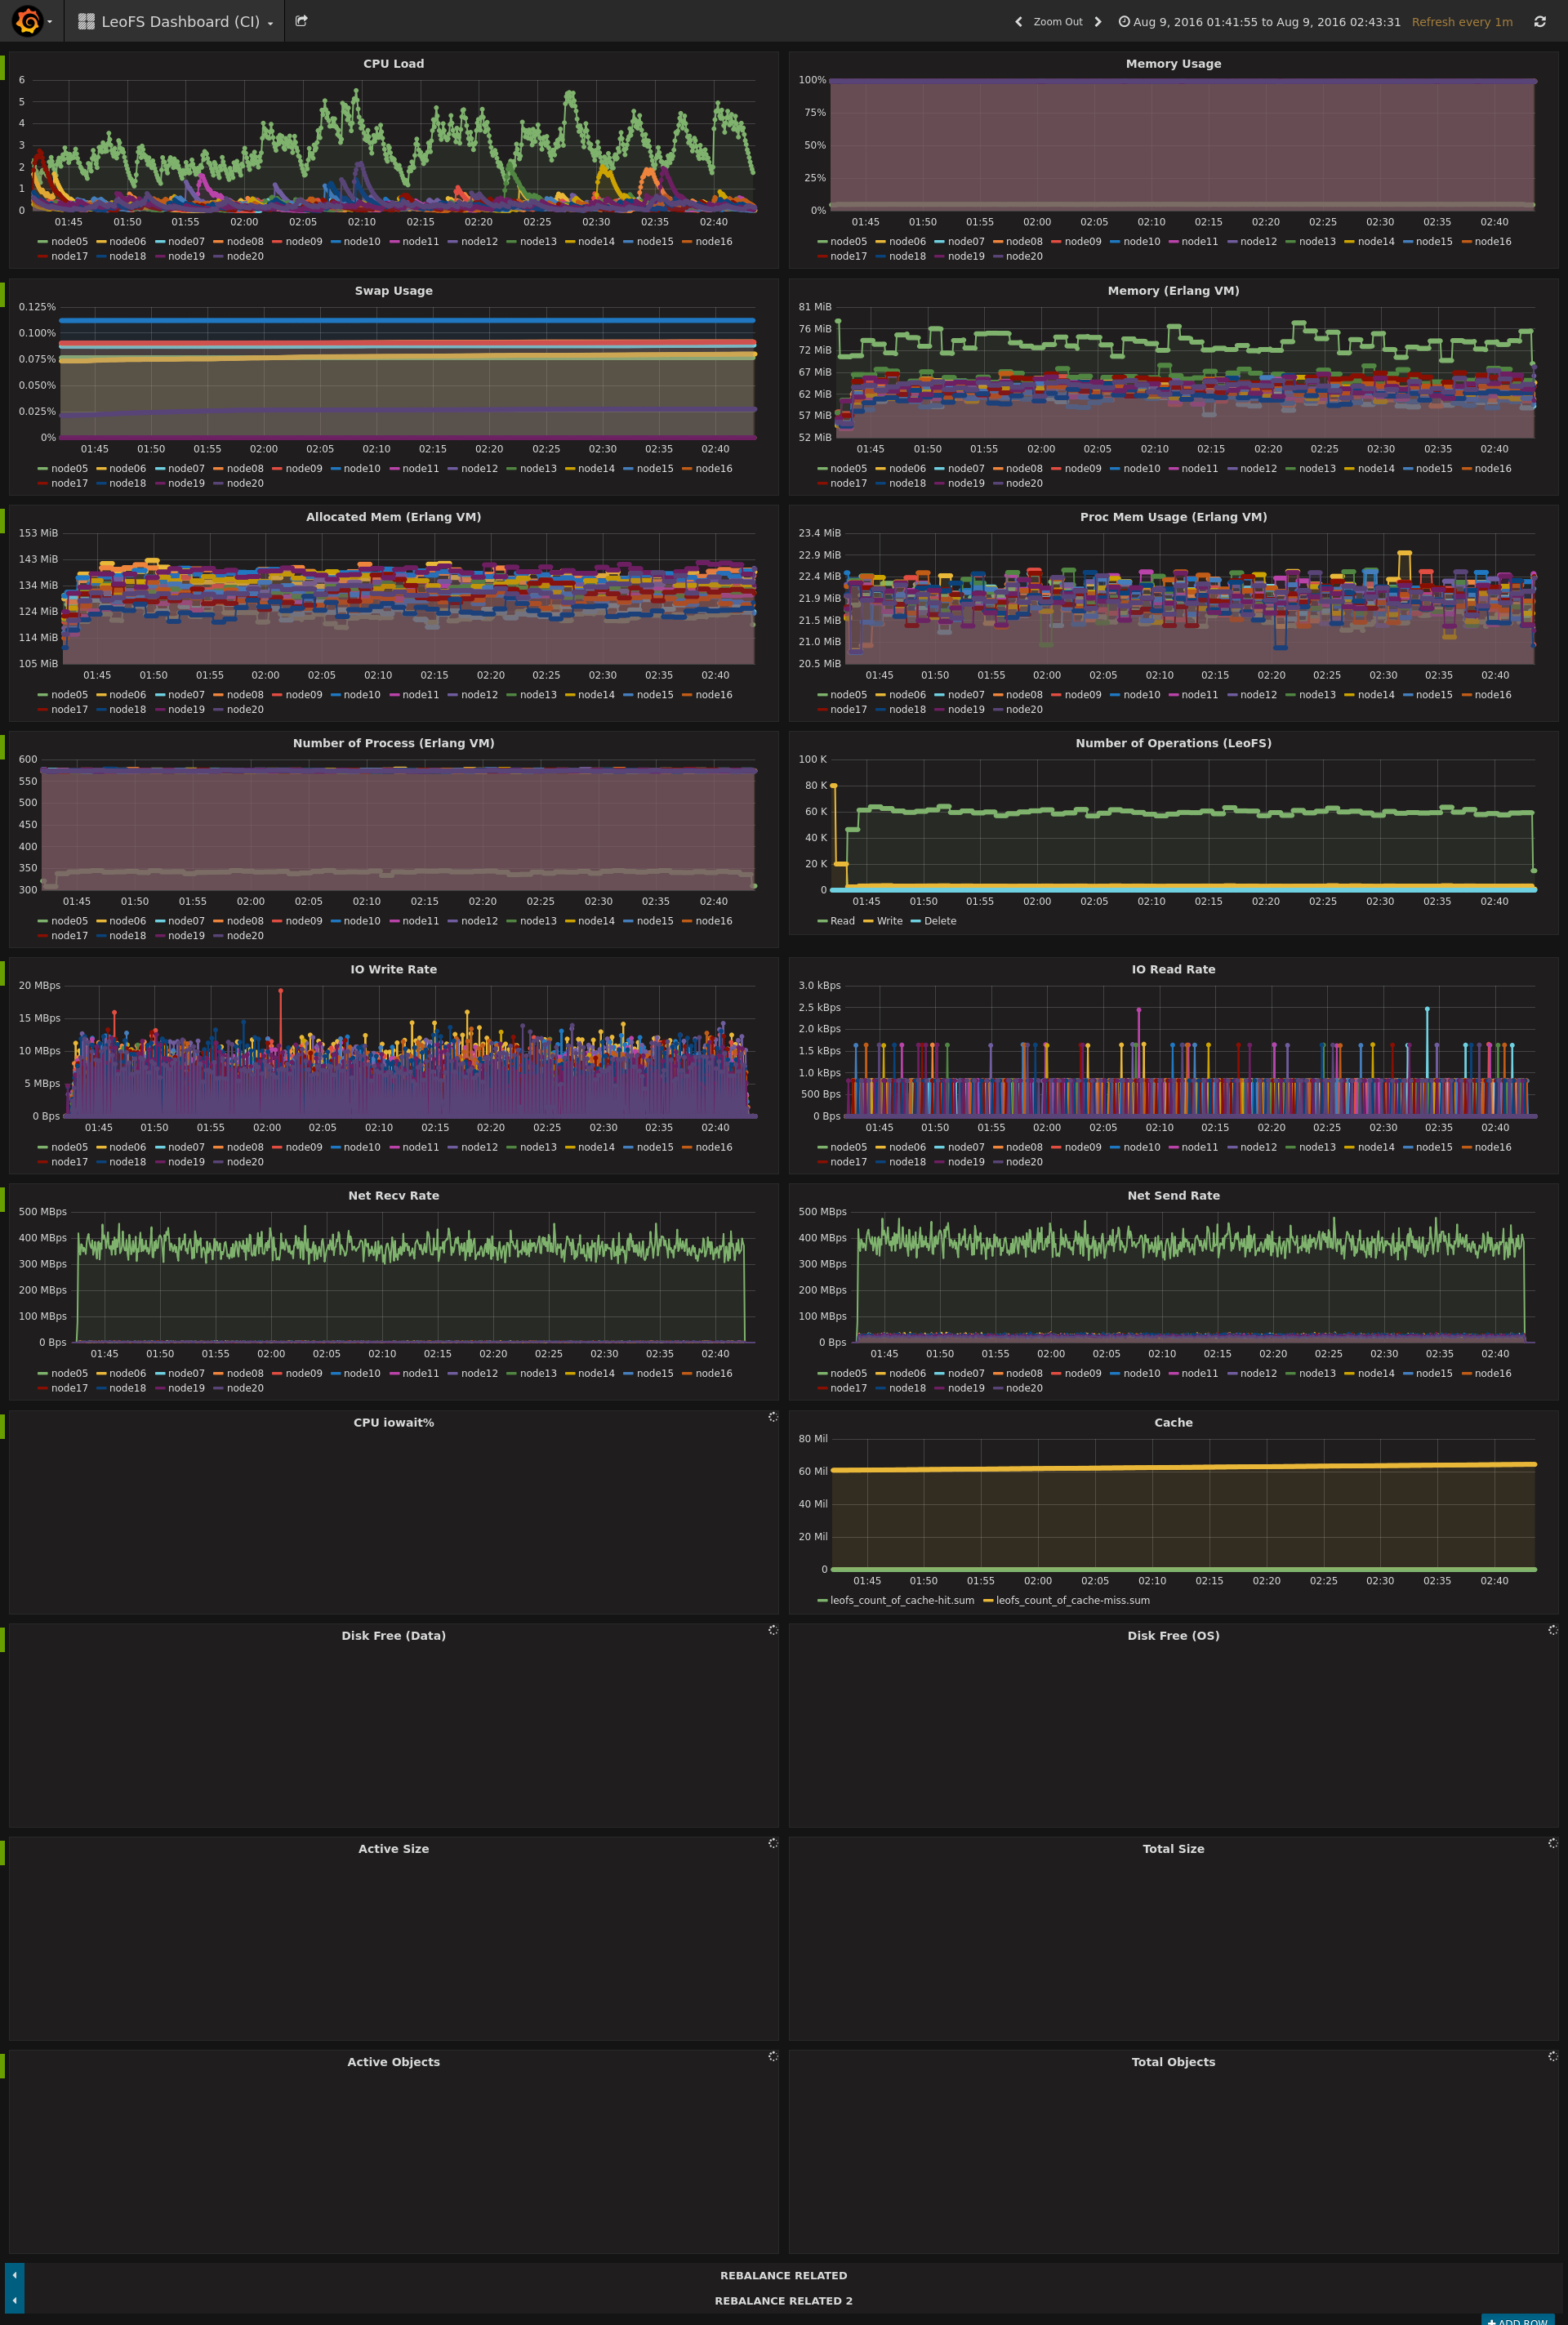 LeoFS Dashboard (CI)
Zoom Out
Aug 9, 2016 01:41:55 to Aug 9, 2016 02:43:31 Refresh every 1m
CPU Load
6
5
4
3
2
1
0
01:45 01:50 01:55 02:00 02:05 02:10 02:15 02:20 02:25 02:30 02:35 02:40
node05 node06 node07 node08 node09 node10 node11 node12 node13 node14 node15 node16
node17 node18 node19 node20
Memory Usage
100%
75%
50%
25%
0%
01:45 01:50 01:55 02:00 02:05 02:10 02:15 02:20 02:25 02:30 02:35 02:40
node05 node06 node07 node08 node09 node10 node11 node12 node13 node14 node15 node16
node17 node18 node19 node20
Swap Usage
0.125%
0.100%
0.075%
0.050%
0.025%
0%
01:45 01:50 01:55 02:00 02:05 02:10 02:15 02:20 02:25 02:30 02:35 02:40
node05 node06 node07 node08 node09 node10 node11 node12 node13 node14 node15 node16
node17 node18 node19 node20
Memory (Erlang VM)
81 MiB
76 MiB
72 MiB
67 MiB
62 MiB
57 MiB
52 MiB
01:45 01:50 01:55 02:00 02:05 02:10 02:15 02:20 02:25 02:30 02:35 02:40
node05 node06 node07 node08 node09 node10 node11 node12 node13 node14 node15 node16
node17 node18 node19 node20
Allocated Mem (Erlang VM)
153 MiB
143 MiB
134 MiB
124 MiB
114 MiB
105 MiB
01:45 01:50 01:55 02:00 02:05 02:10 02:15 02:20 02:25 02:30 02:35 02:40
node05 node06 node07 node08 node09 node10 node11 node12 node13 node14 node15 node16
node17 node18 node19 node20
Proc Mem Usage (Erlang VM)
23.4 MiB
22.9 MiB
22.4 MiB
21.9 MiB
21.5 MiB
21.0 MiB
20.5 MiB
01:45 01:50 01:55 02:00 02:05 02:10 02:15 02:20 02:25 02:30 02:35 02:40
node05 node06 node07 node08 node09 node10 node11 node12 node13 node14 node15 node16
node17 node18 node19 node20
Number of Process (Erlang VM)
600
550
500
450
400
350
300
01:45 01:50 01:55 02:00 02:05 02:10 02:15 02:20 02:25 02:30 02:35 02:40
node05 node06 node07 node08 node09 node10 node11 node12 node13 node14 node15 node16
node17 node18 node19 node20
Number of Operations (LeoFS)
100 K
80 K
60 K
40 K
20 K
0
01:45 01:50 01:55 02:00 02:05 02:10 02:15 02:20 02:25 02:30 02:35 02:40
Read Write Delete
IO Write Rate
20 MBps
15 MBps
10 MBps
5 MBps
0 Bps
01:45 01:50 01:55 02:00 02:05 02:10 02:15 02:20 02:25 02:30 02:35 02:40
node05 node06 node07 node08 node09 node10 node11 node12 node13 node14 node15 node16
node17 node18 node19 node20
IO Read Rate
3.0 kBps
2.5 kBps
2.0 kBps
1.5 kBps
1.0 kBps
500 Bps
0 Bps
01:45 01:50 01:55 02:00 02:05 02:10 02:15 02:20 02:25 02:30 02:35 02:40
node05 node06 node07 node08 node09 node10 node11 node12 node13 node14 node15 node16
node17 node18 node19 node20
Net Recv Rate
500 MBps
400 MBps
300 MBps
200 MBps
100 MBps
0 Bps
01:45 01:50 01:55 02:00 02:05 02:10 02:15 02:20 02:25 02:30 02:35 02:40
node05 node06 node07 node08 node09 node10 node11 node12 node13 node14 node15 node16
node17 node18 node19 node20
Net Send Rate
500 MBps
400 MBps
300 MBps
200 MBps
100 MBps
0 Bps
01:45 01:50 01:55 02:00 02:05 02:10 02:15 02:20 02:25 02:30 02:35 02:40
node05 node06 node07 node08 node09 node10 node11 node12 node13 node14 node15 node16
node17 node18 node19 node20
CPU iowait%
Cache
80 Mil
60 Mil
40 Mil
20 Mil
0
01:45 01:50 01:55 02:00 02:05 02:10 02:15 02:20 02:25 02:30 02:35 02:40
leofs_count_of_cache-hit.sum leofs_count_of_cache-miss.sum
Disk Free (Data)
Disk Free (OS)
Active Size
Total Size
Active Objects
Total Objects
REBALANCE RELATED
REBALANCE RELATED 2
ADD ROW